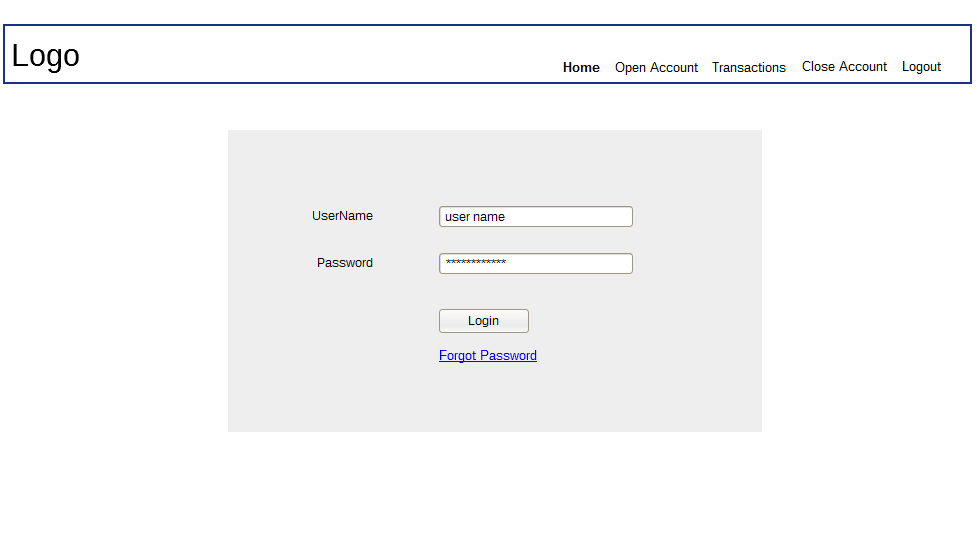 Logo
Home Open Account Transactions Close Account Logout
UserName user name
Password ************
Login
Forgot Password